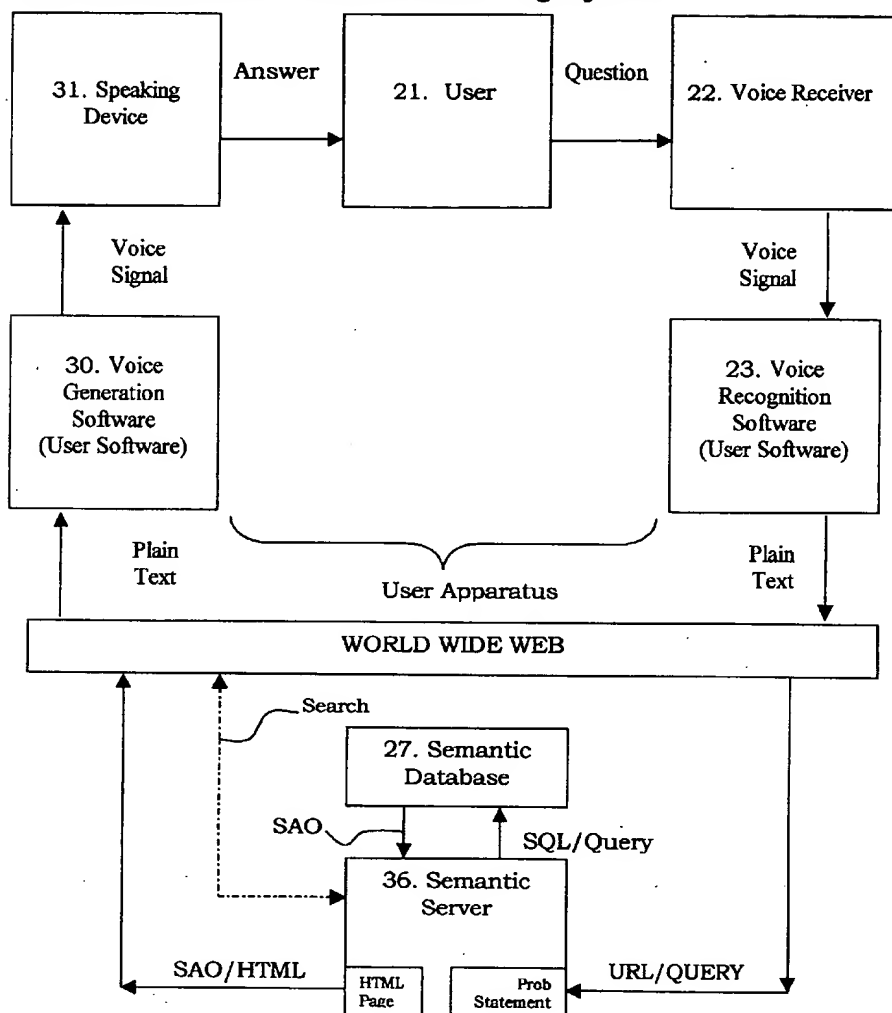 Answer
Question
31. Speaking
Device
21. User
22. Voice Receiver
Voice
Signal
Voice
Signal
30. Voice
Generation
Software
(User Software)
23. Voice
Recognition
Software
(User Software)
Plain
Text
User Apparatus
Plain
Text
WORLD WIDE WEB
Search
27. Semantic
Database
SAO
SQL/Query
36. Semantic
Server
SAO/HTML
HTML
Page
Prob
Statement
URL/QUERY